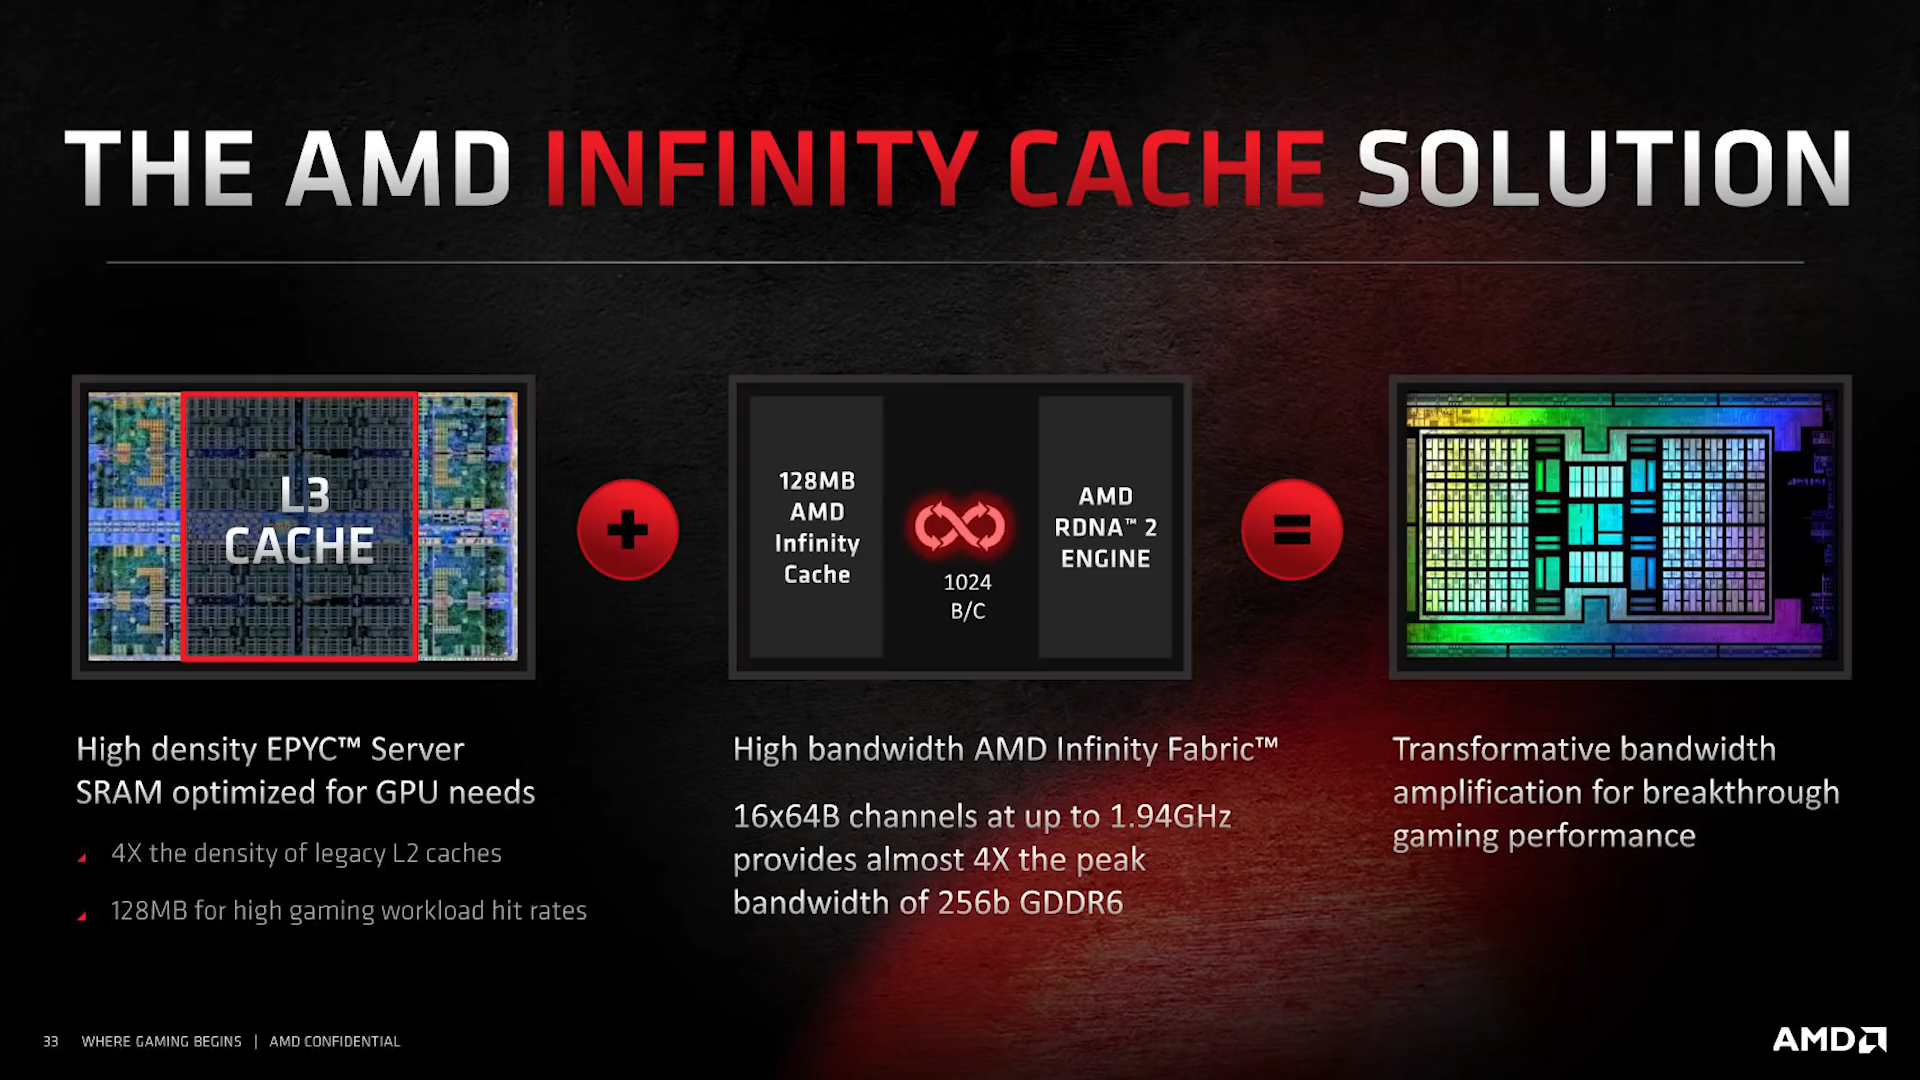 THE AMD INFINITY CACHE SOLUTION
L3
CACHE
+
128MB
AMD
Infinity
Cache
1024
B/C
AMD
RDNA™ 2
ENGINE
=
High density EPYC™ Server
SRAM optimized for GPU needs
4X the density of legacy L2 caches
128MB for high gaming workload hit rates
High bandwidth AMD Infinity Fabric™
16x64B channels at up to 1.94GHz
provides almost 4X the peak
bandwidth of 256b GDDR6
Transformative bandwidth
amplification for breakthrough
gaming performance
33 WHERE GAMING BEGINS | AMD CONFIDENTIAL
AMD